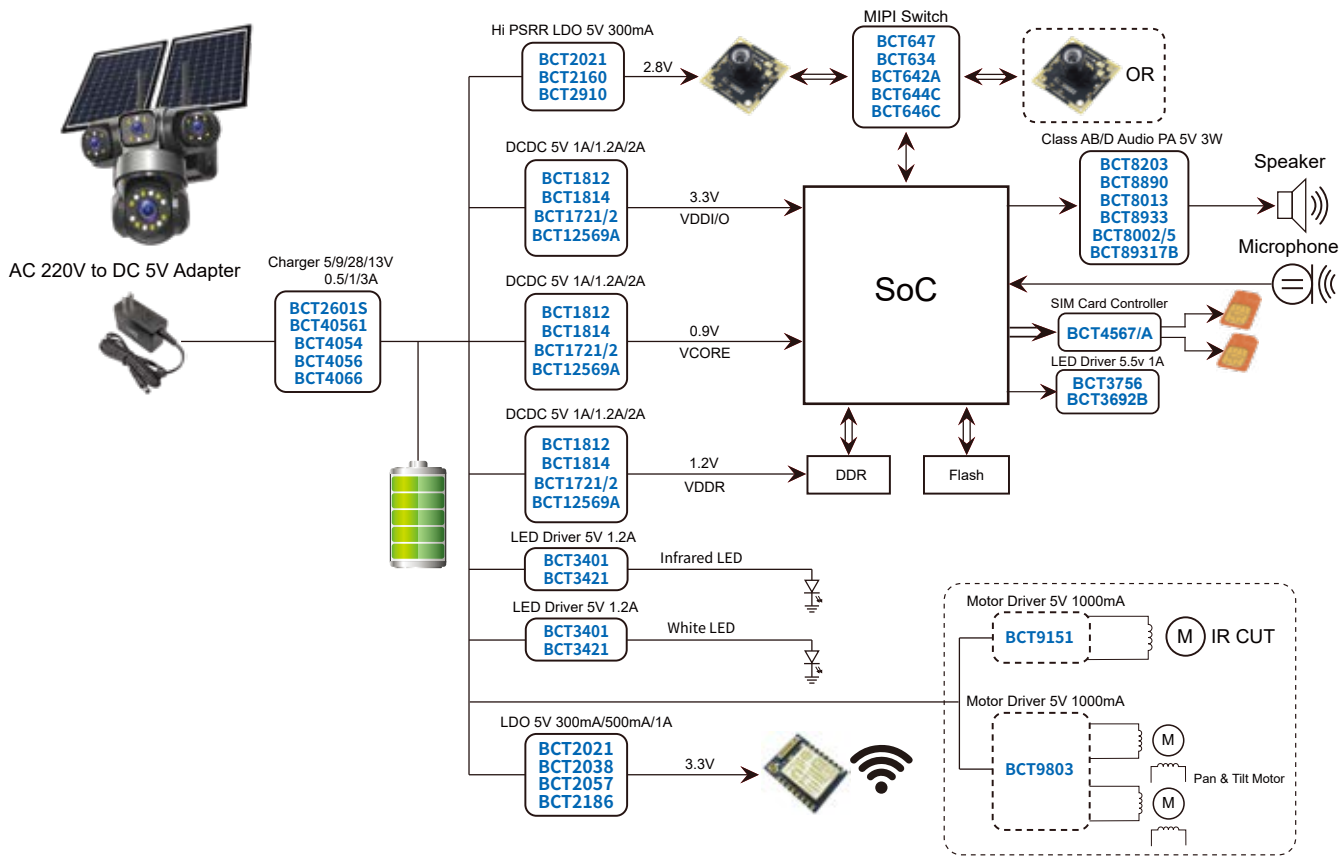 Hi PSRR LDO 5V 300mA
BCT2021
BCT2160
BCT2910
2.8V
MIPI Switch
BCT647
BCT634
BCT642A
BCT644C
BCT646C
OR
DCDC 5V 1A/1.2A/2A
BCT1812
BCT1814
BCT1721/2
BCT12569A
3.3V
VDDI/O
Class AB/D Audio PA 5V 3W
BCT8203
BCT8890
BCT8013
BCT8933
BCT8002/5
BCT89317B
Speaker
Microphone
AC 220V to DC 5V Adapter
Charger 5/9/28/13V
0.5/1/3A
BCT2601S
BCT40561
BCT4054
BCT4056
BCT4066
DCDC 5V 1A/1.2A/2A
BCT1812
BCT1814
BCT1721/2
BCT12569A
0.9V
VCORE
SoC
SIM Card Controller
BCT4567/A
LED Driver 5.5v 1A
BCT3756
BCT3692B
DCDC 5V 1A/1.2A/2A
BCT1812
BCT1814
BCT1721/2
BCT12569A
1.2V
VDDR
DDR
Flash
LED Driver 5V 1.2A
BCT3401
BCT3421
Infrared LED
LED Driver 5V 1.2A
BCT3401
BCT3421
White LED
Motor Driver 5V 1000mA
BCT9151
M
IR CUT
Motor Driver 5V 1000mA
BCT9803
M
Pan & Tilt Motor
M
LDO 5V 300mA/500mA/1A
BCT2021
BCT2038
BCT2057
BCT2186
3.3V